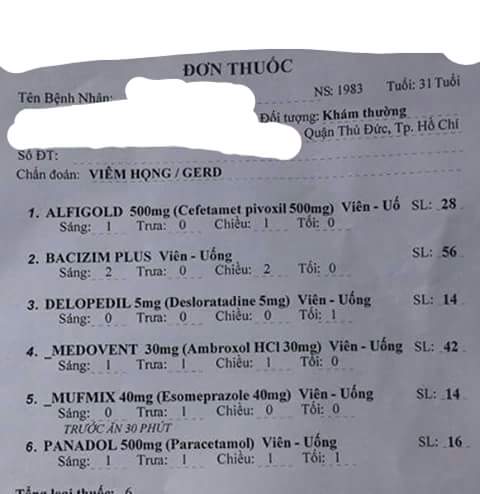 ĐƠN THUỐC
Tên Bệnh Nhân: NS: 1983 Tuổi: 31 Tuổi
Đối tượng: Khám thường
Quận Thủ Đức, Tp. Hồ Chí
Số ĐT:
Chẩn đoán: VIÊM HỌNG / GERD
1. ALFIGOLD 500mg (Cefetamet pivoxil 500mg) Viên - Uố SL: 28
Sáng: 1 Trưa: 0 Chiều: 1 Tối: 0
2. BACIZIM PLUS Viên - Uống SL: 56
Sáng: 2 Trưa: 0 Chiều: 2 Tối: 0
3. DELOPEDIL 5mg (Desloratadine 5mg) Viên - Uống SL: 14
Sáng: 0 Trưa: 0 Chiều: 0 Tối: 1
4. _MEDOVENT 30mg (Ambroxol HCl 30mg) Viên - Uống SL: 42
Sáng: 1 Trưa: 1 Chiều: 1 Tối: 0
5. _MUFMIX 40mg (Esomeprazole 40mg) Viên - Uống SL: 14
Sáng: 0 Trưa: 1 Chiều: 0 Tối: 0
TRƯỚC ĂN 30 PHÚT
6. PANADOL 500mg (Paracetamol) Viên - Uống SL: 16
Sáng: 1 Trưa: 1 Chiều: 1 Tối: 1
Tổng loại thuốc: 6